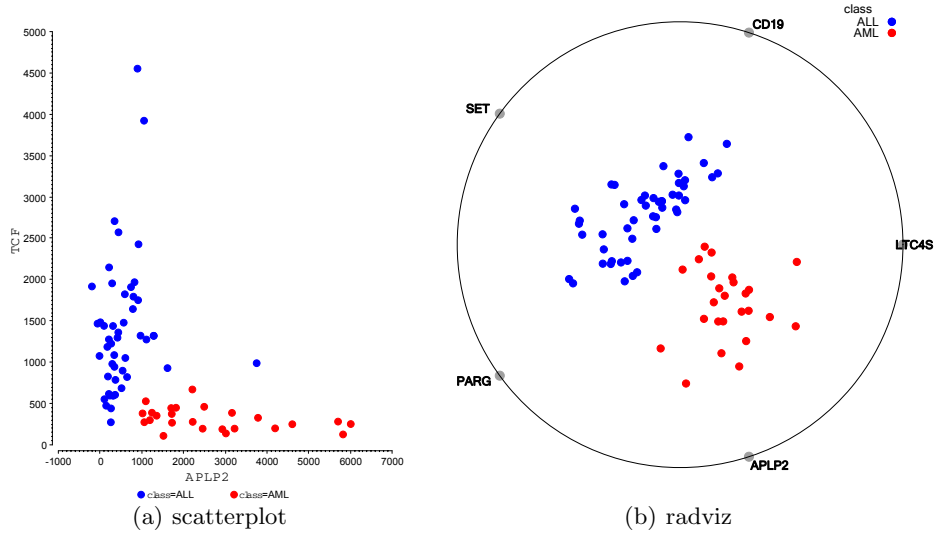 5000
4500
4000
3500
3000
2500
2000
1500
1000
500
0
TCF
-1000 0 1000 2000 3000 4000 5000 6000 7000
APLP2
class=ALL class=AML
(a) scatterplot
class
ALL
AML
CD19
SET
LTC4S
PARG
APLP2
(b) radviz